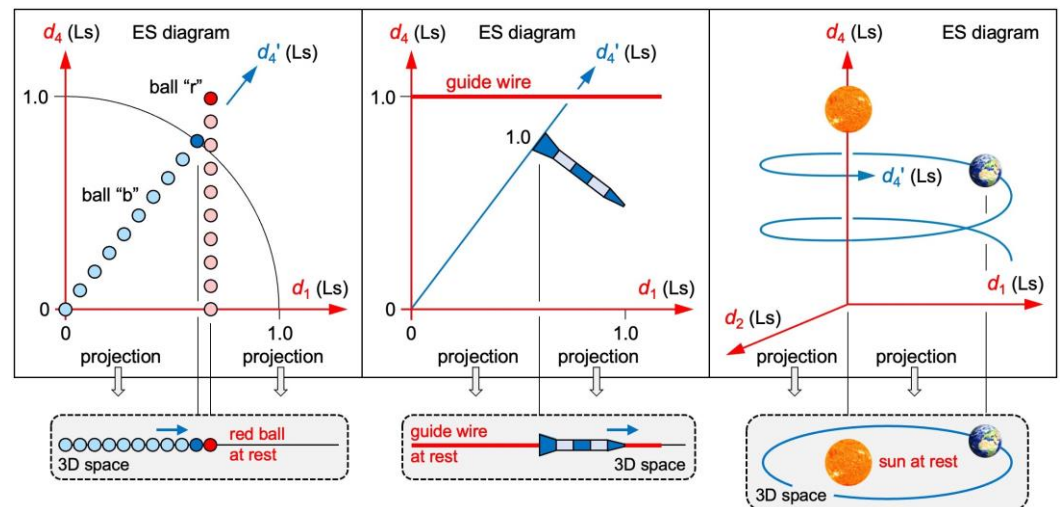 d₄ (Ls) ES diagram
d₄' (Ls)
ball "r"
1.0
ball "b"
0
d₁ (Ls)
0 1.0
projection projection
red ball
at rest
3D space
d₄ (Ls) ES diagram
d₄' (Ls)
guide wire
1.0
1.0
0
d₁ (Ls)
0 1.0
projection projection
guide wire
at rest
3D space
d₄ (Ls) ES diagram
d₄' (Ls)
d₁ (Ls)
d₂ (Ls)
projection projection
sun at rest
3D space